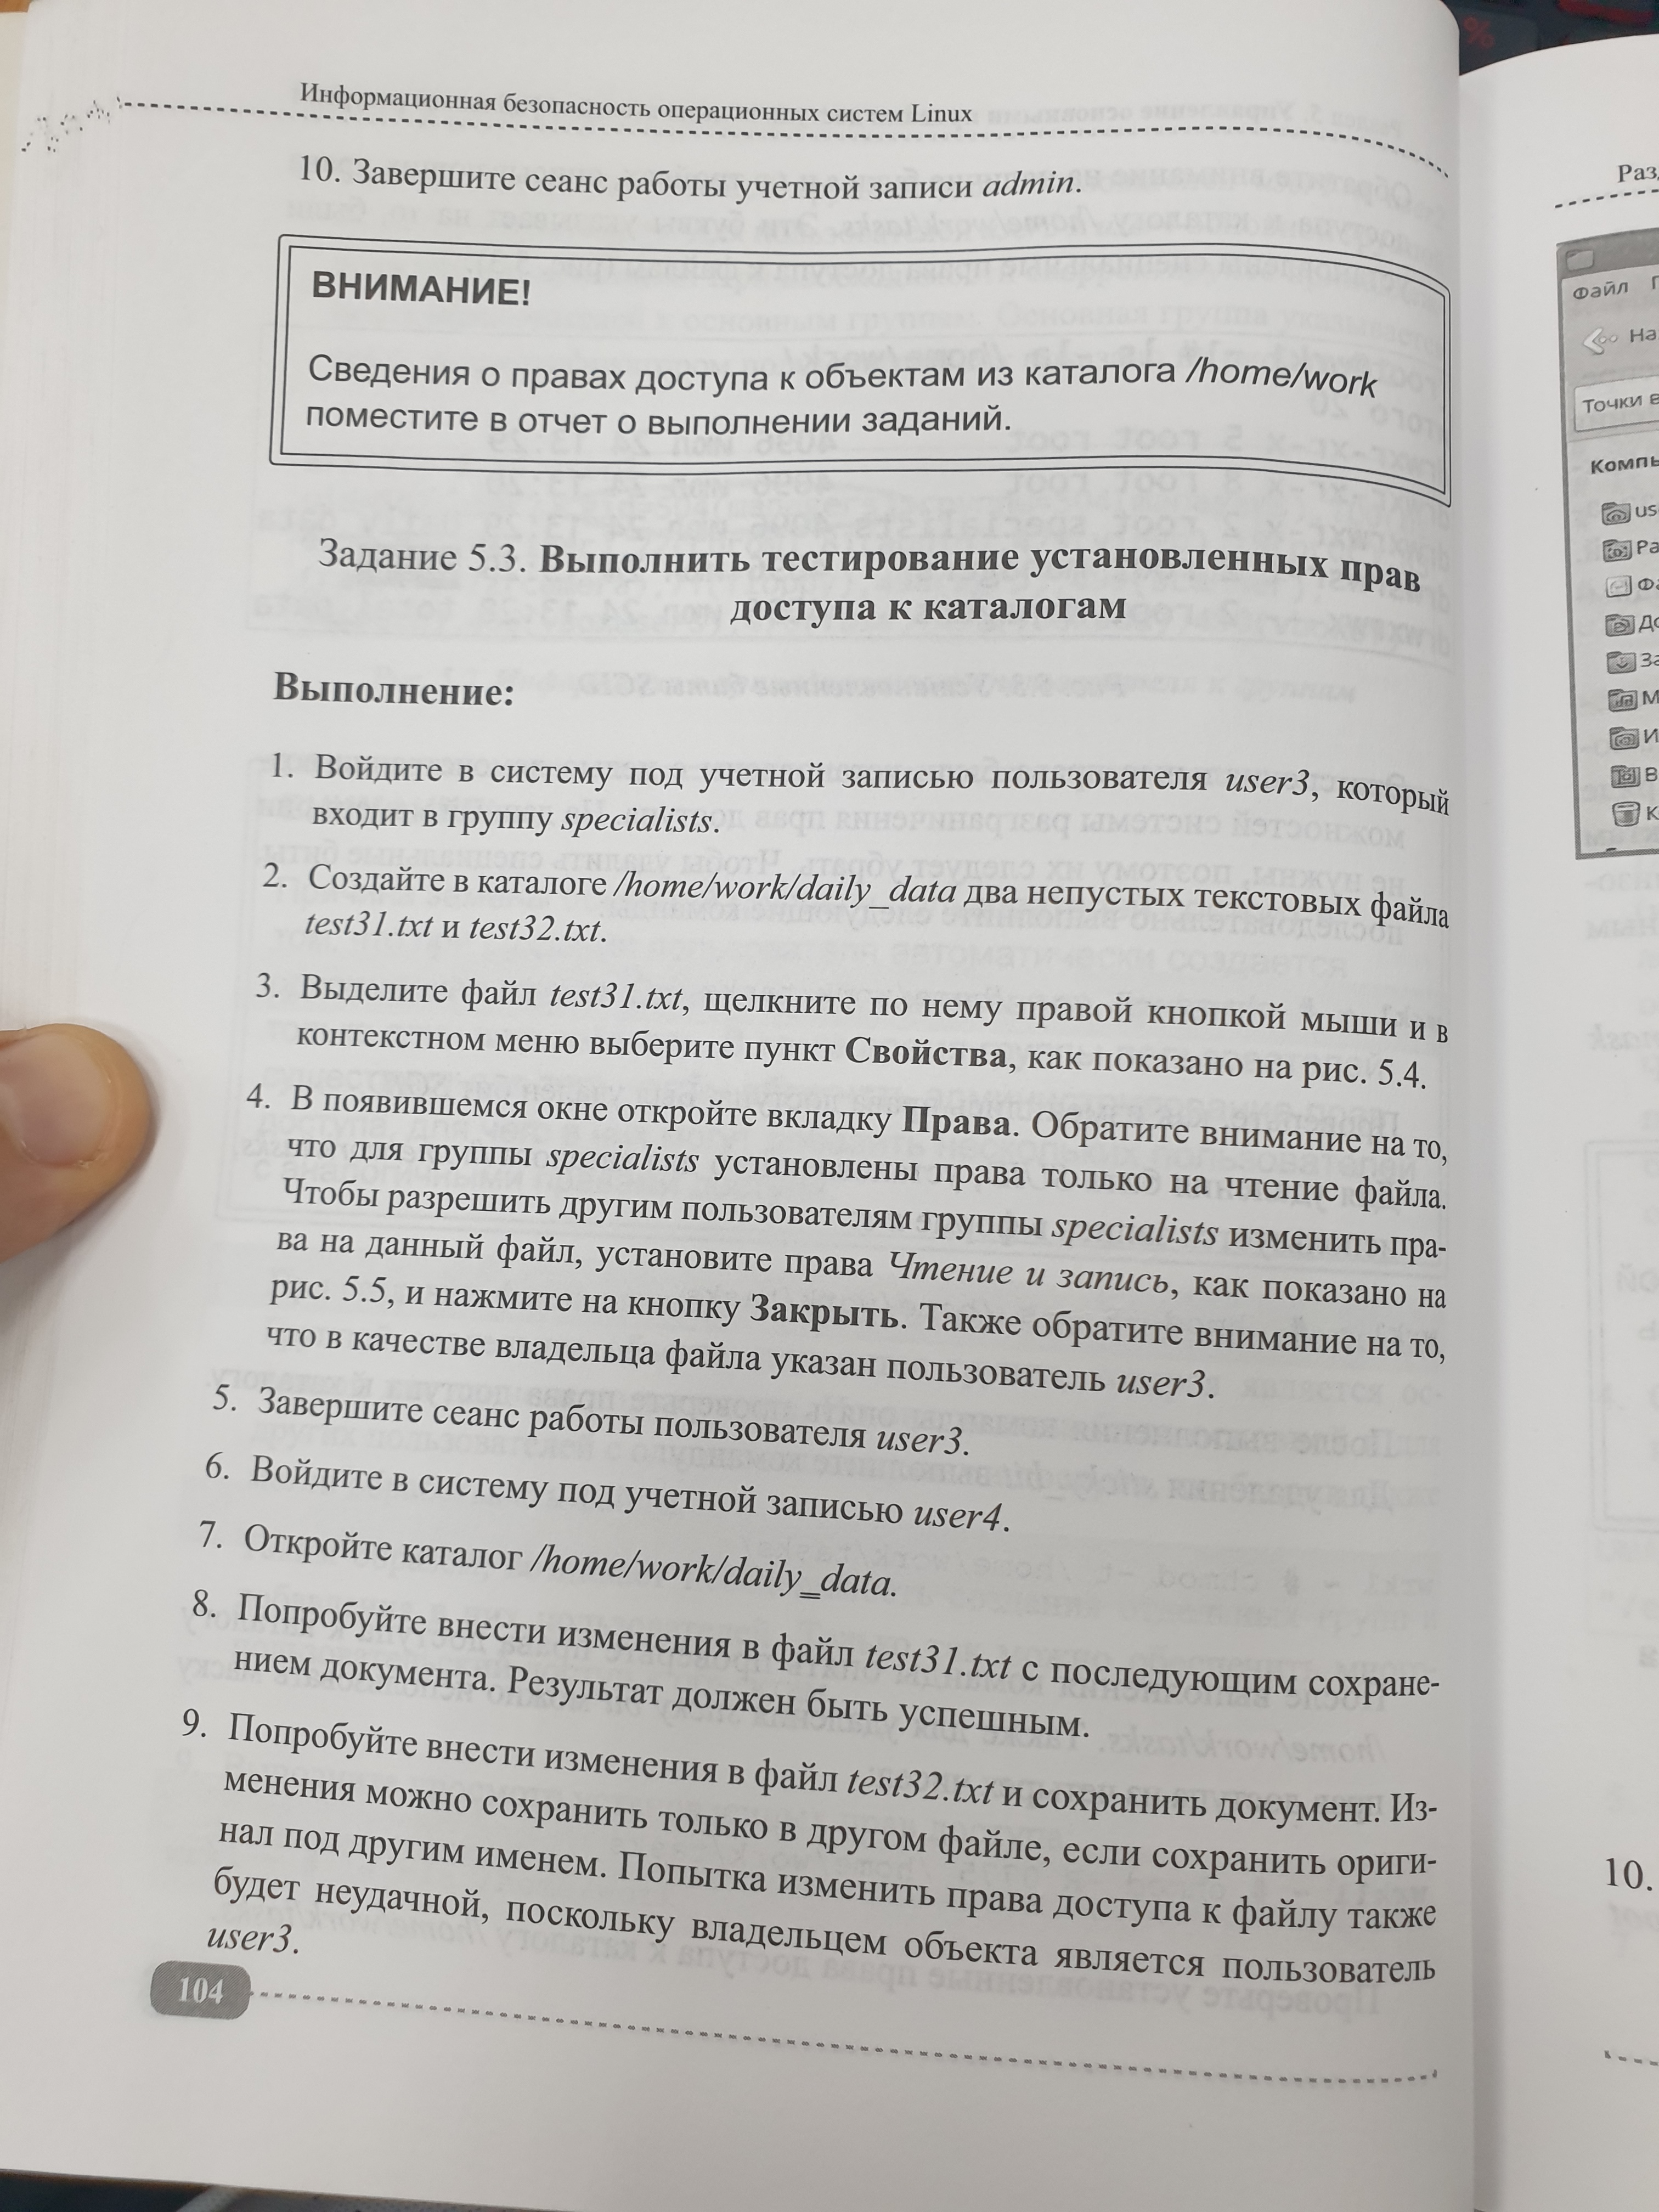 Информационная безопасность операционных систем Linux
10. Завершите сеанс работы учетной записи admin.
ВНИМАНИЕ!
Сведения о правах доступа к объектам из каталога /home/work
поместите в отчет о выполнении заданий.
Задание 5.3. Выполнить тестирование установленных прав
доступа к каталогам
Выполнение:
1. Войдите в систему под учетной записью пользователя user3, который
входит в группу specialists.
2. Создайте в каталоге /home/work/daily_data два непустых текстовых файла
test31.txt и test32.txt.
3. Выделите файл test31.txt, щелкните по нему правой кнопкой мыши и в
контекстном меню выберите пункт Свойства, как показано на рис. 5.4.
4. В появившемся окне откройте вкладку Права. Обратите внимание на то,
что для группы specialists установлены права только на чтение файла.
Чтобы разрешить другим пользователям группы specialists изменить пра-
ва на данный файл, установите права Чтение и запись, как показано на
рис. 5.5, и нажмите на кнопку Закрыть. Также обратите внимание на то,
что в качестве владельца файла указан пользователь user3.
5. Завершите сеанс работы пользователя user3.
6. Войдите в систему под учетной записью user4.
7. Откройте каталог /home/work/daily_data.
8. Попробуйте внести изменения в файл test31.txt с последующим сохране-
нием документа. Результат должен быть успешным.
9. Попробуйте внести изменения в файл test32.txt и сохранить документ. Из-
менения можно сохранить только в другом файле, если сохранить ориги-
нал под другим именем. Попытка изменить права доступа к файлу также
будет неудачной, поскольку владельцем объекта является пользователь
user3.
104
Файл
Точки
10.